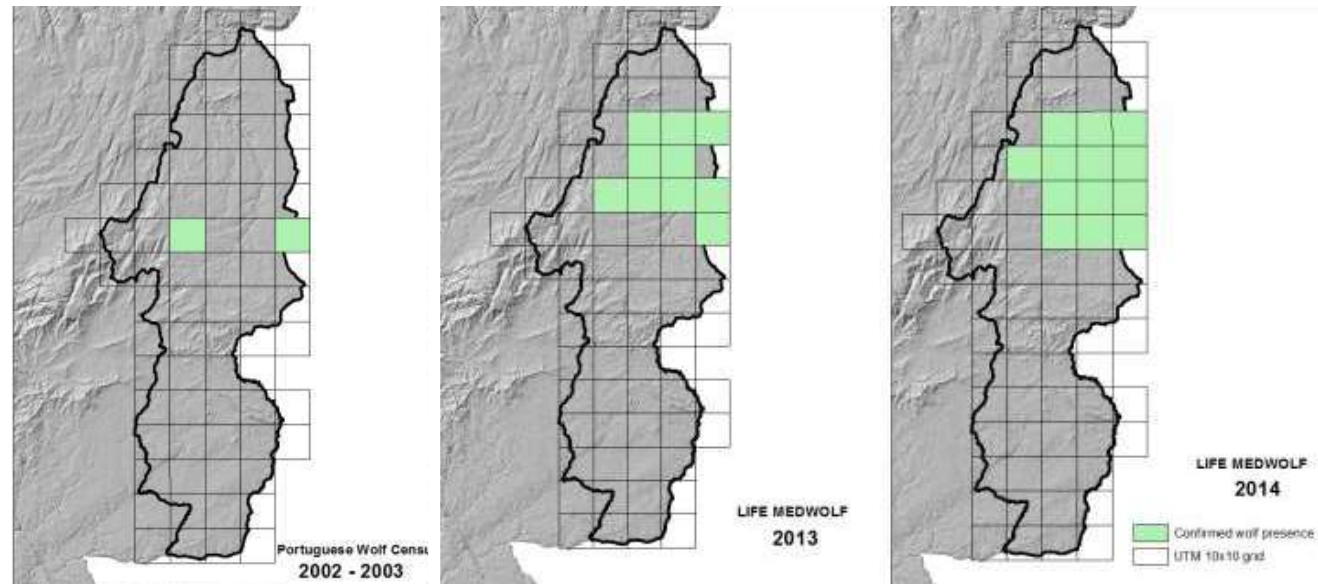 Portuguese Wolf Censu
2002 - 2003
LIFE MEDWOLF
2013
LIFE MEDWOLF
2014
Confirmed wolf presence
UTM 10x10 grid